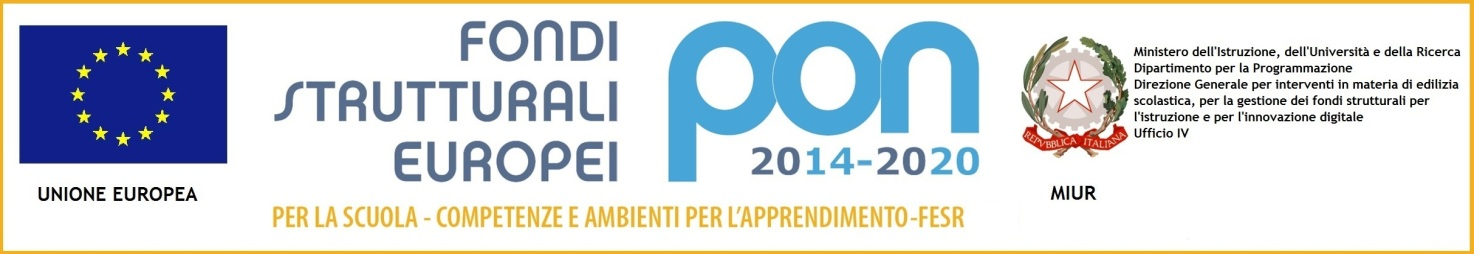 UNIONE EUROPEA
FONDI
STRUTTURALI
EUROPEI
pon
2014-2020
PER LA SCUOLA - COMPETENZE E AMBIENTI PER L'APPRENDIMENTO-FESR
REPVBBLICA ITALIANA
MIUR
Ministero dell'Istruzione, dell'Università e della Ricerca
Dipartimento per la Programmazione
Direzione Generale per interventi in materia di edilizia
scolastica, per la gestione dei fondi strutturali per
l'istruzione e per l'innovazione digitale
Ufficio IV